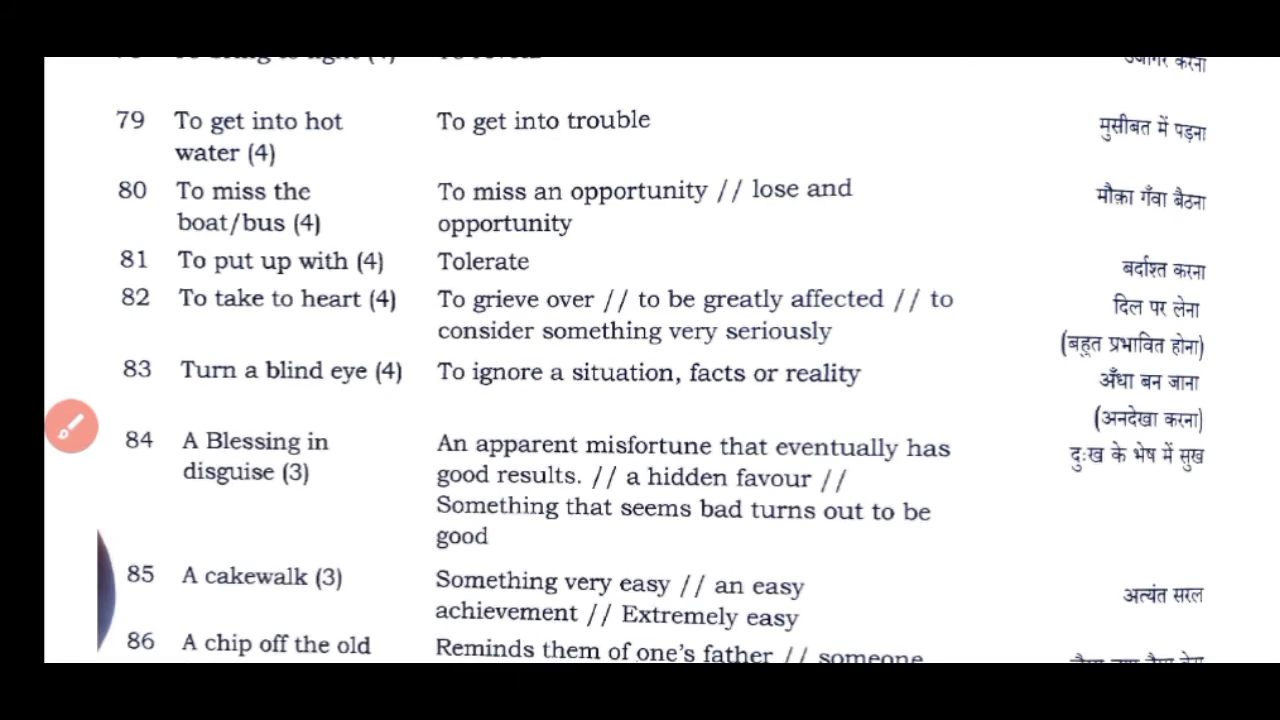 79 To get into hot To get into trouble मुसीबत में पड़ना
water (4)
80 To miss the To miss an opportunity // lose and मौक़ा गँवा बैठना
boat/bus (4) opportunity
81 To put up with (4) Tolerate बर्दाश्त करना
82 To take to heart (4) To grieve over // to be greatly affected // to दिल पर लेना
consider something very seriously (बहुत प्रभावित होना)
83 Turn a blind eye (4) To ignore a situation, facts or reality अँधा बन जाना
(अनदेखा करना)
84 A Blessing in An apparent misfortune that eventually has दुःख के भेष में सुख
disguise (3) good results. // a hidden favour //
Something that seems bad turns out to be
good
85 A cakewalk (3) Something very easy // an easy अत्यंत सरल
achievement // Extremely easy
86 A chip off the old Reminds them of one's father // someone